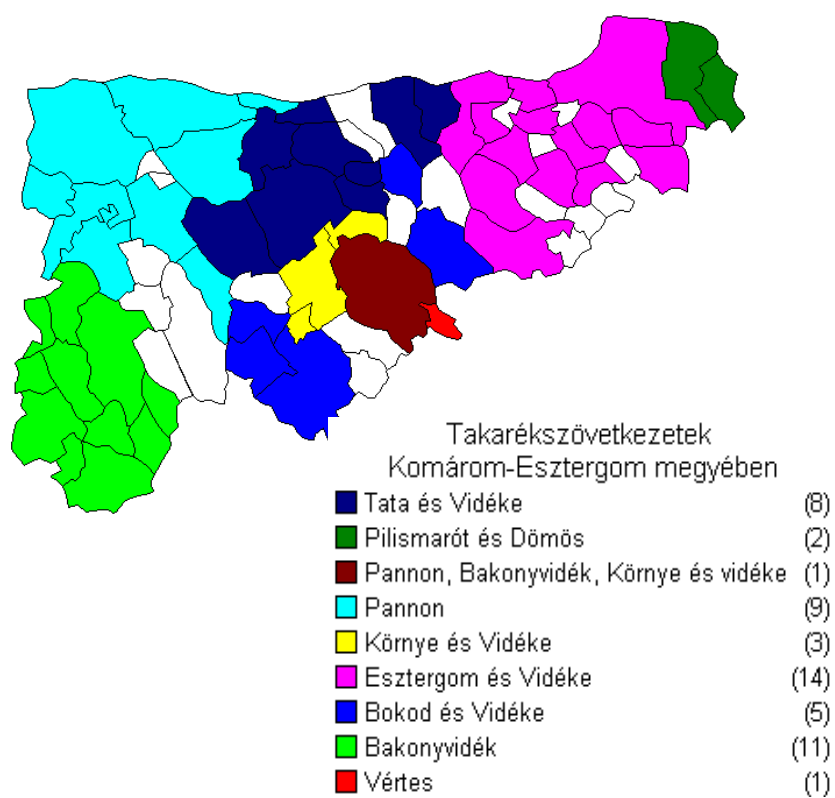 Takarékszövetkezetek
Komárom-Esztergom megyében
Tata és Vidéke (8)
Pilismarót és Dömös (2)
Pannon, Bakonyvidék, Környe és vidéke (1)
Pannon (9)
Környe és Vidéke (3)
Esztergom és Vidéke (14)
Bokod és Vidéke (5)
Bakonyvidék (11)
Vértes (1)